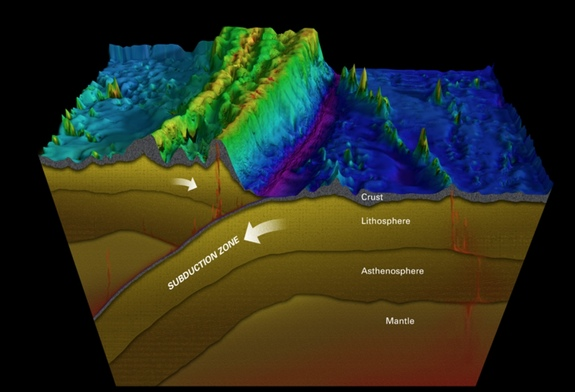 Crust
Lithosphere
SUBDUCTION ZONE
Asthenosphere
Mantle